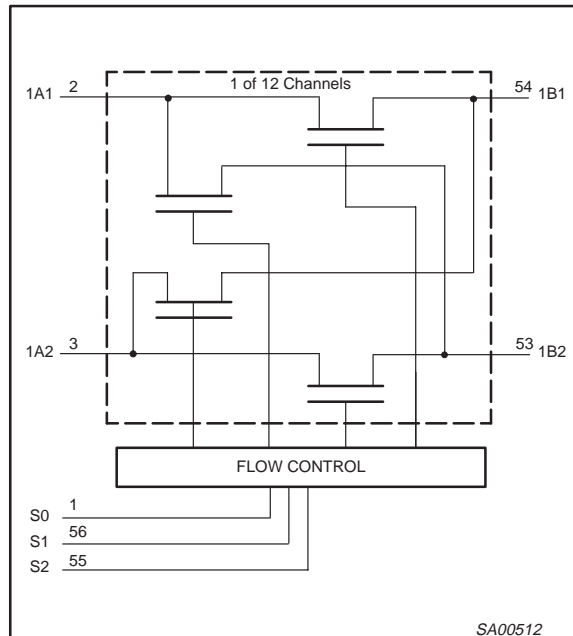 1 of 12 Channels
1A1 2
54 1B1
1A2 3
53 1B2
FLOW CONTROL
S0 1
S1 56
S2 55
SA00512